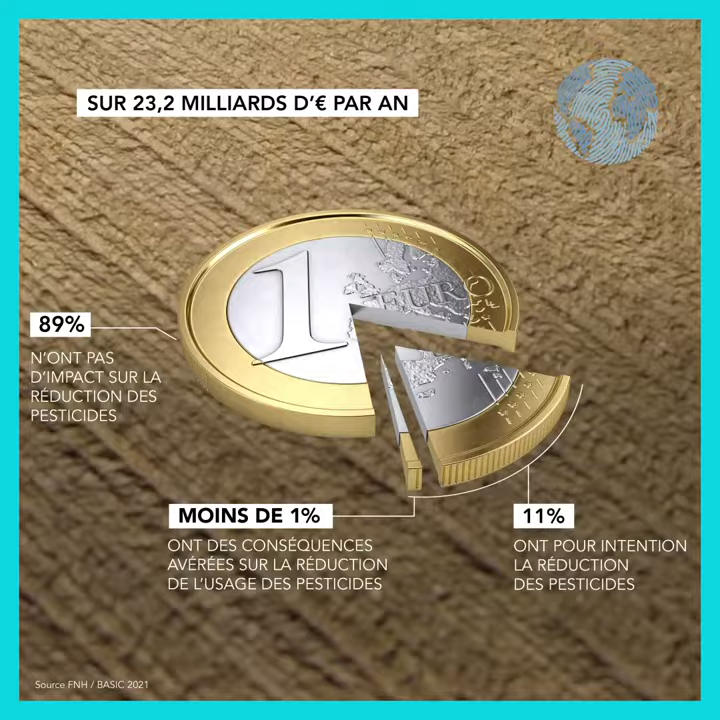 SUR 23,2 MILLIARDS D'€ PAR AN
1
EURO
89%
N'ONT PAS
D'IMPACT SUR LA
RÉDUCTION DES
PESTICIDES
MOINS DE 1%
ONT DES CONSÉQUENCES
AVÉRÉES SUR LA RÉDUCTION
DE L'USAGE DES PESTICIDES
11%
ONT POUR INTENTION
LA RÉDUCTION
DES PESTICIDES
Source FNH / BASIC 2021